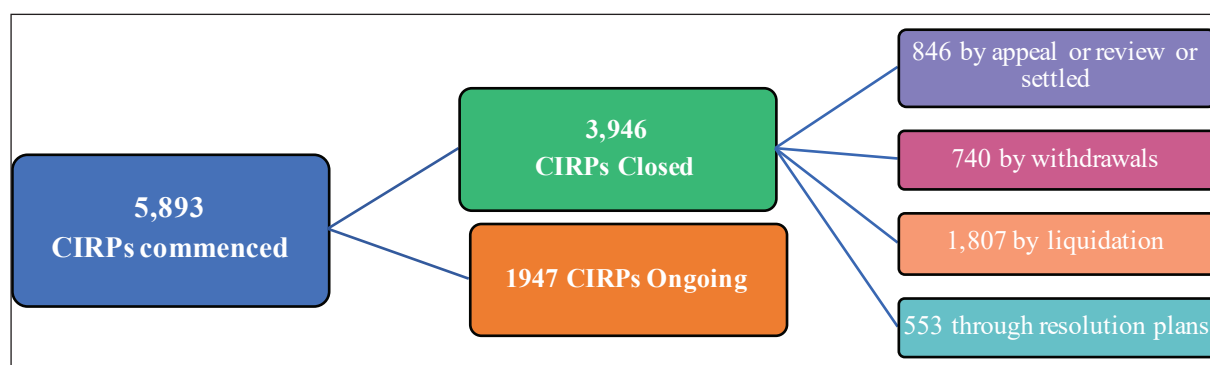 5,893
CIRPs commenced
3,946
CIRPs Closed
1947 CIRPs Ongoing
846 by appeal or review or
settled
740 by withdrawals
1,807 by liquidation
553 through resolution plans